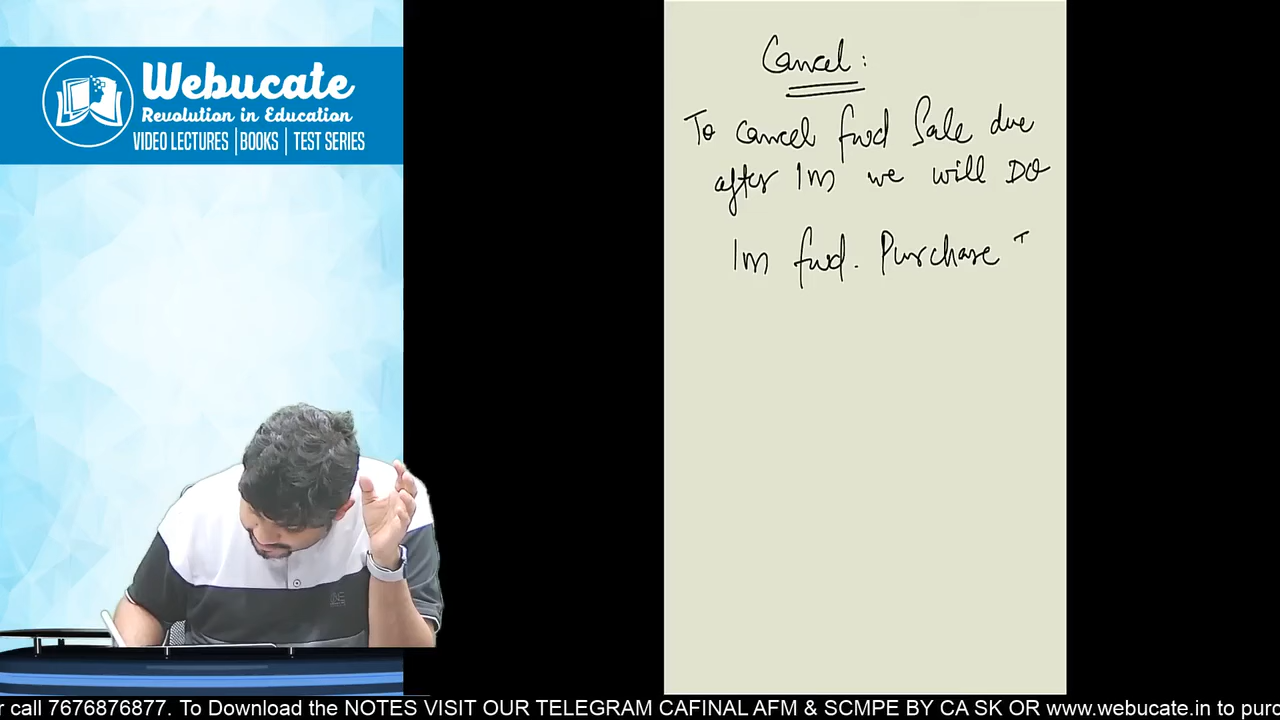 Webucate
Revolution in Education
VIDEO LECTURES | BOOKS | TEST SERIES
Cancel :
To cancel fwd Sale due
after 1m we will DO
1m fwd. Purchase T
r call 7676876877. To Download the NOTES VISIT OUR TELEGRAM CAFINAL AFM & SCMPE BY CA SK OR www.webucate.in to purc